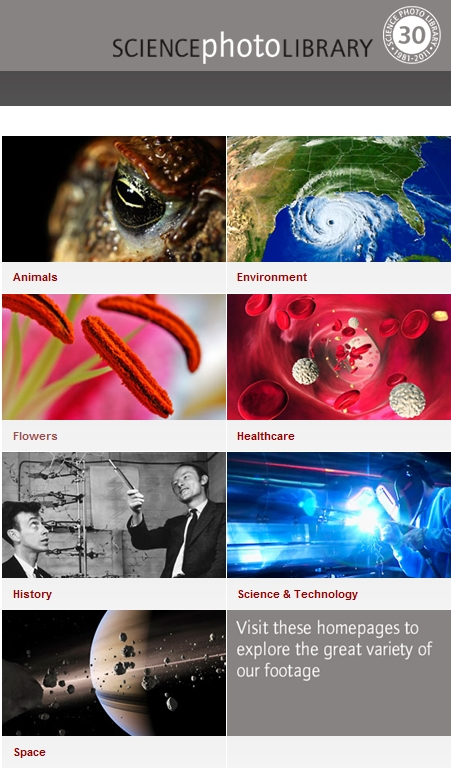 SCIENCEphotoLIBRARY
SCIENCE PHOTO LIBRARY
30
1981-2011
Animals
Environment
Flowers
Healthcare
History
Science & Technology
Visit these homepages to
explore the great variety of
our footage
Space